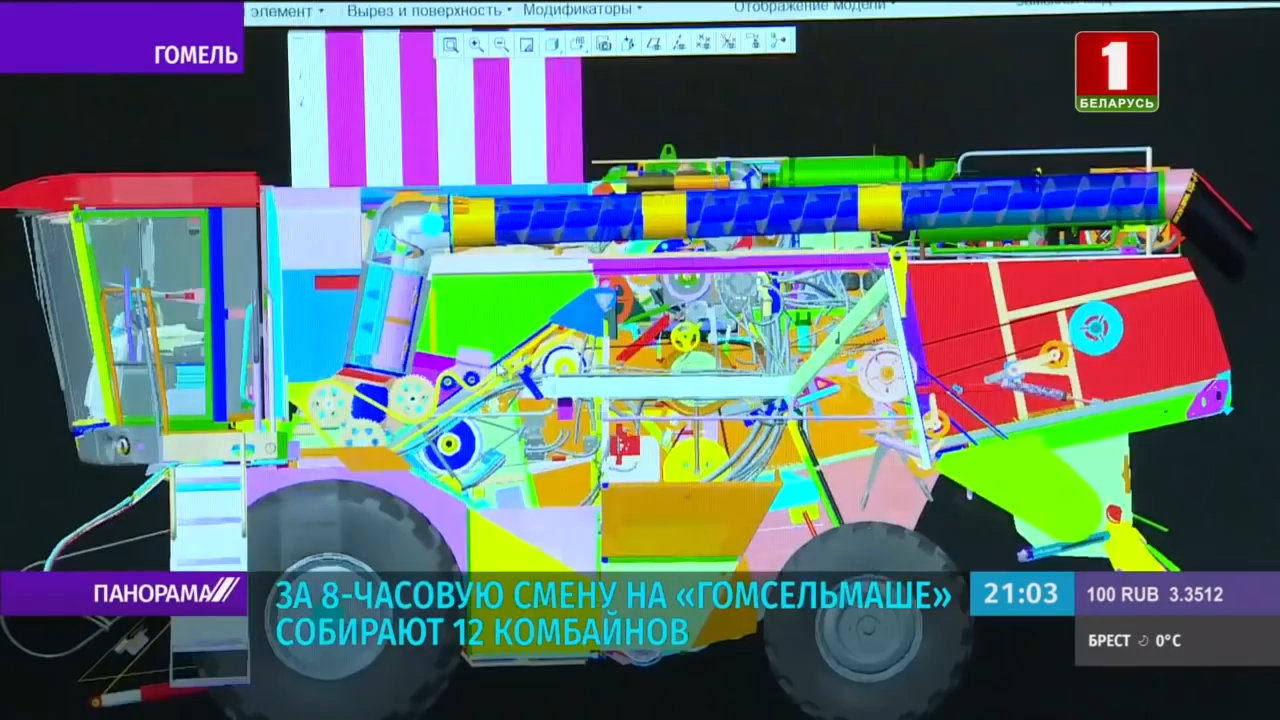 элемент
Вырез и поверхность
Модификаторы
Отображение модели
ГОМЕЛЬ
1
БЕЛАРУСЬ
ПАНОРАМА
ЗА 8-ЧАСОВУЮ СМЕНУ НА «ГОМСЕЛЬМАШЕ»
СОБИРАЮТ 12 КОМБАЙНОВ
21:03
100 RUB 3.3512
БРЕСТ 0°C